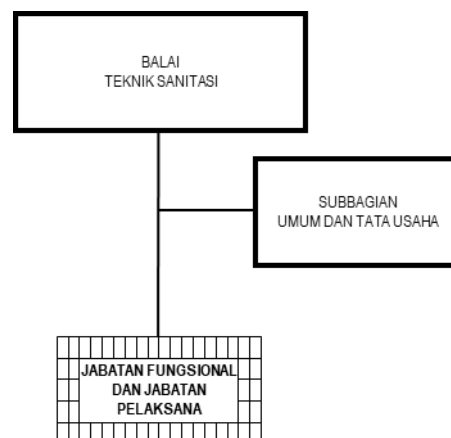 BALAI
TEKNIK SANITASI
SUBBAGIAN
UMUM DAN TATA USAHA
JABATAN FUNGSIONAL
DAN JABATAN
PELAKSANA